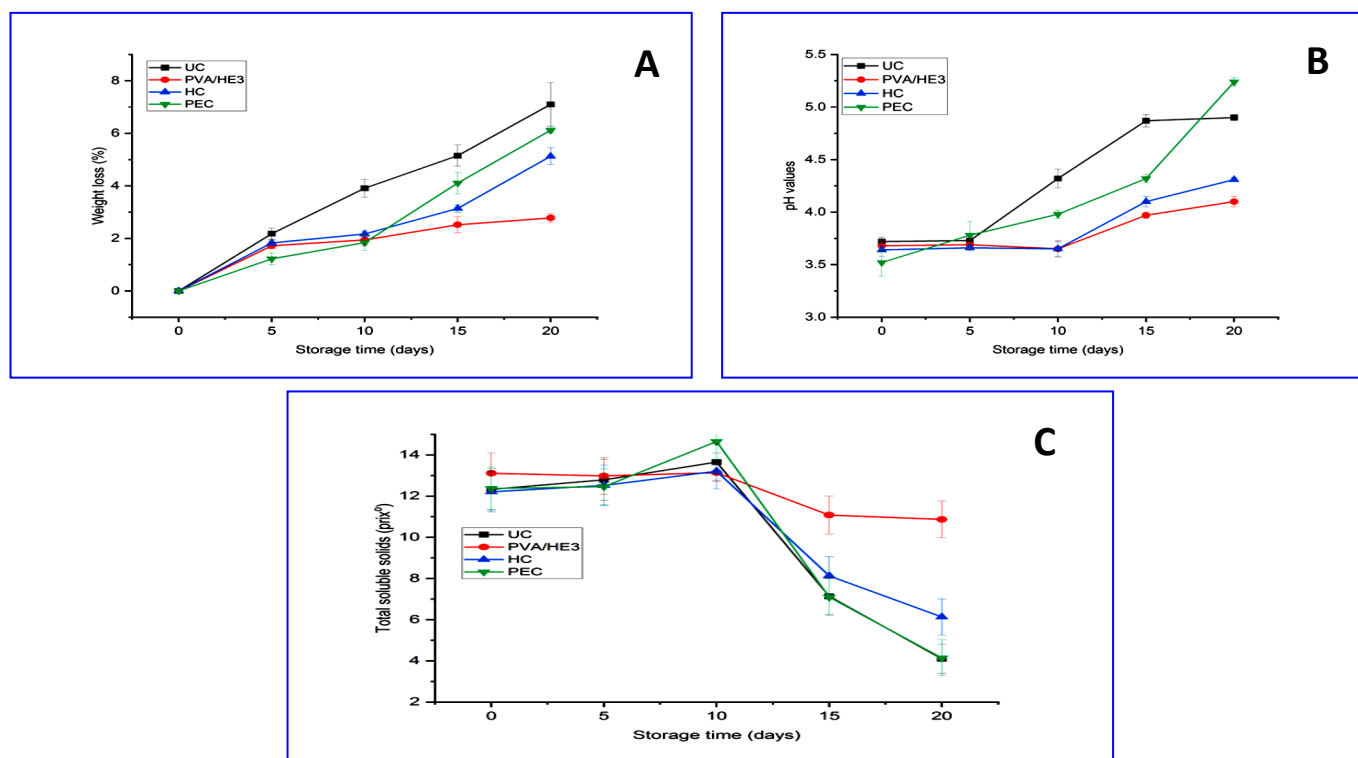 A
UC
PVA/HE3
HC
PEC
Weight loss (%)
8
6
4
2
0
0 5 10 15 20
Storage time (days)
B
UC
PVA/HE3
HC
PEC
pH values
5.5
5.0
4.5
4.0
3.5
3.0
0 5 10 15 20
Storage time (days)
C
UC
PVA/HE3
HC
PEC
Total soluble solids (prix⁰)
14
12
10
8
6
4
2
0 5 10 15 20
Storage time (days)